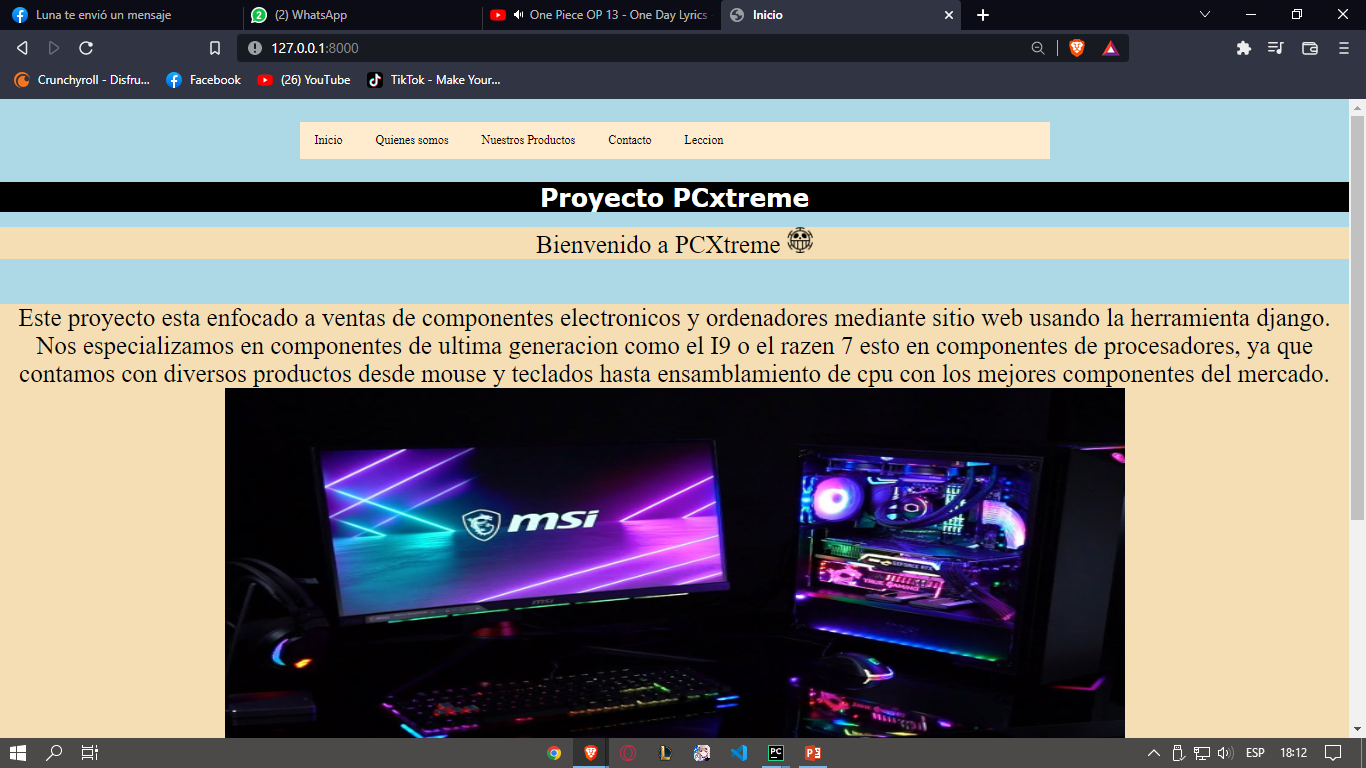 Luna te envió un mensaje
(2) WhatsApp
One Piece OP 13 - One Day Lyrics
Inicio
127.0.0.1:8000
Crunchyroll - Disfru...
Facebook
(26) YouTube
TikTok - Make Your...
Inicio
Quienes somos
Nuestros Productos
Contacto
Leccion
Proyecto PCxtreme
Bienvenido a PCXtreme
Este proyecto esta enfocado a ventas de componentes electronicos y ordenadores mediante sitio web usando la herramienta django.
Nos especializamos en componentes de ultima generacion como el I9 o el razen 7 esto en componentes de procesadores, ya que
contamos con diversos productos desde mouse y teclados hasta ensamblamiento de cpu con los mejores componentes del mercado.
msi
msi
GEFORCE RTX
ESP
18:12